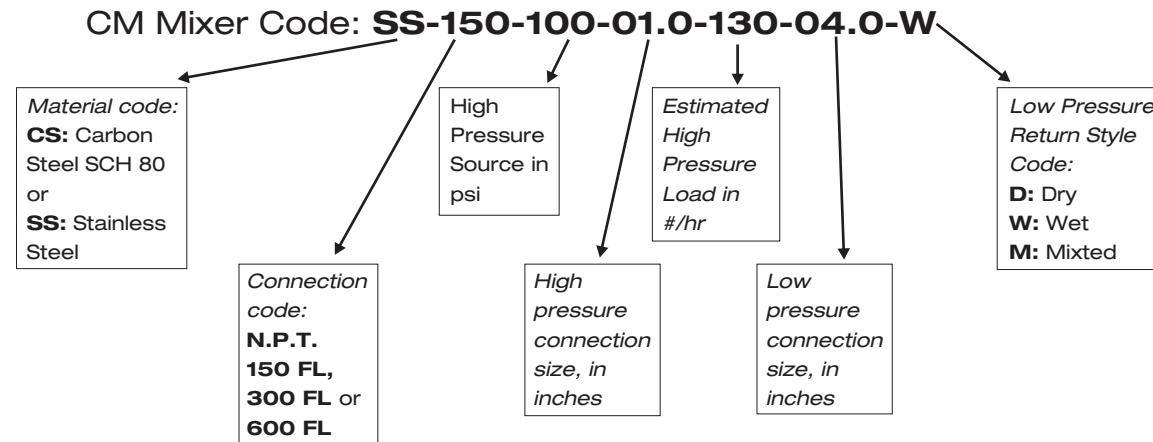 CM Mixer Code: SS-150-100-01.0-130-04.0-W
Material code:
CS: Carbon
Steel SCH 80
or
SS: Stainless
Steel
High
Pressure
Source in
psi
Estimated
High
Pressure
Load in
#/hr
Low Pressure
Return Style
Code:
D: Dry
W: Wet
M: Mixted
Connection
code:
N.P.T.
150 FL,
300 FL or
600 FL
High
pressure
connection
size, in
inches
Low
pressure
connection
size, in
inches